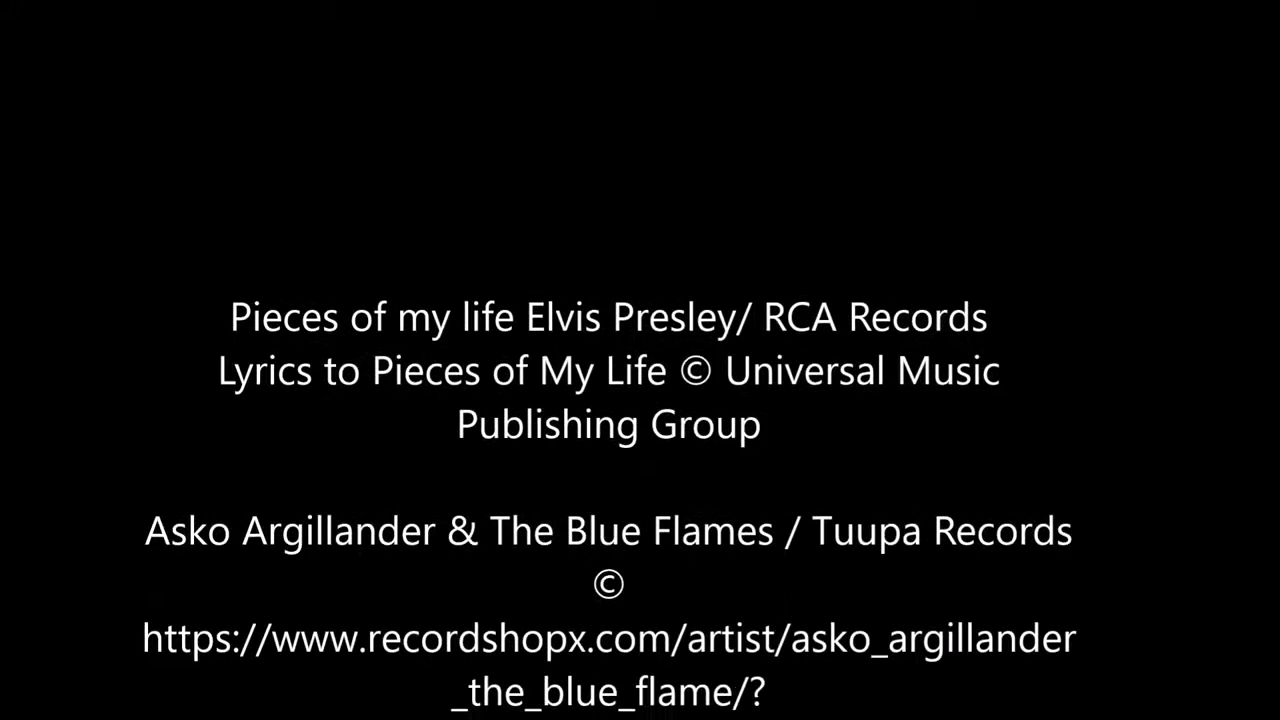 Pieces of my life Elvis Presley/ RCA Records
Lyrics to Pieces of My Life © Universal Music
Publishing Group
Asko Argillander & The Blue Flames / Tuupa Records
©
https://www.recordshopx.com/artist/asko_argillander
_the_blue_flame/?